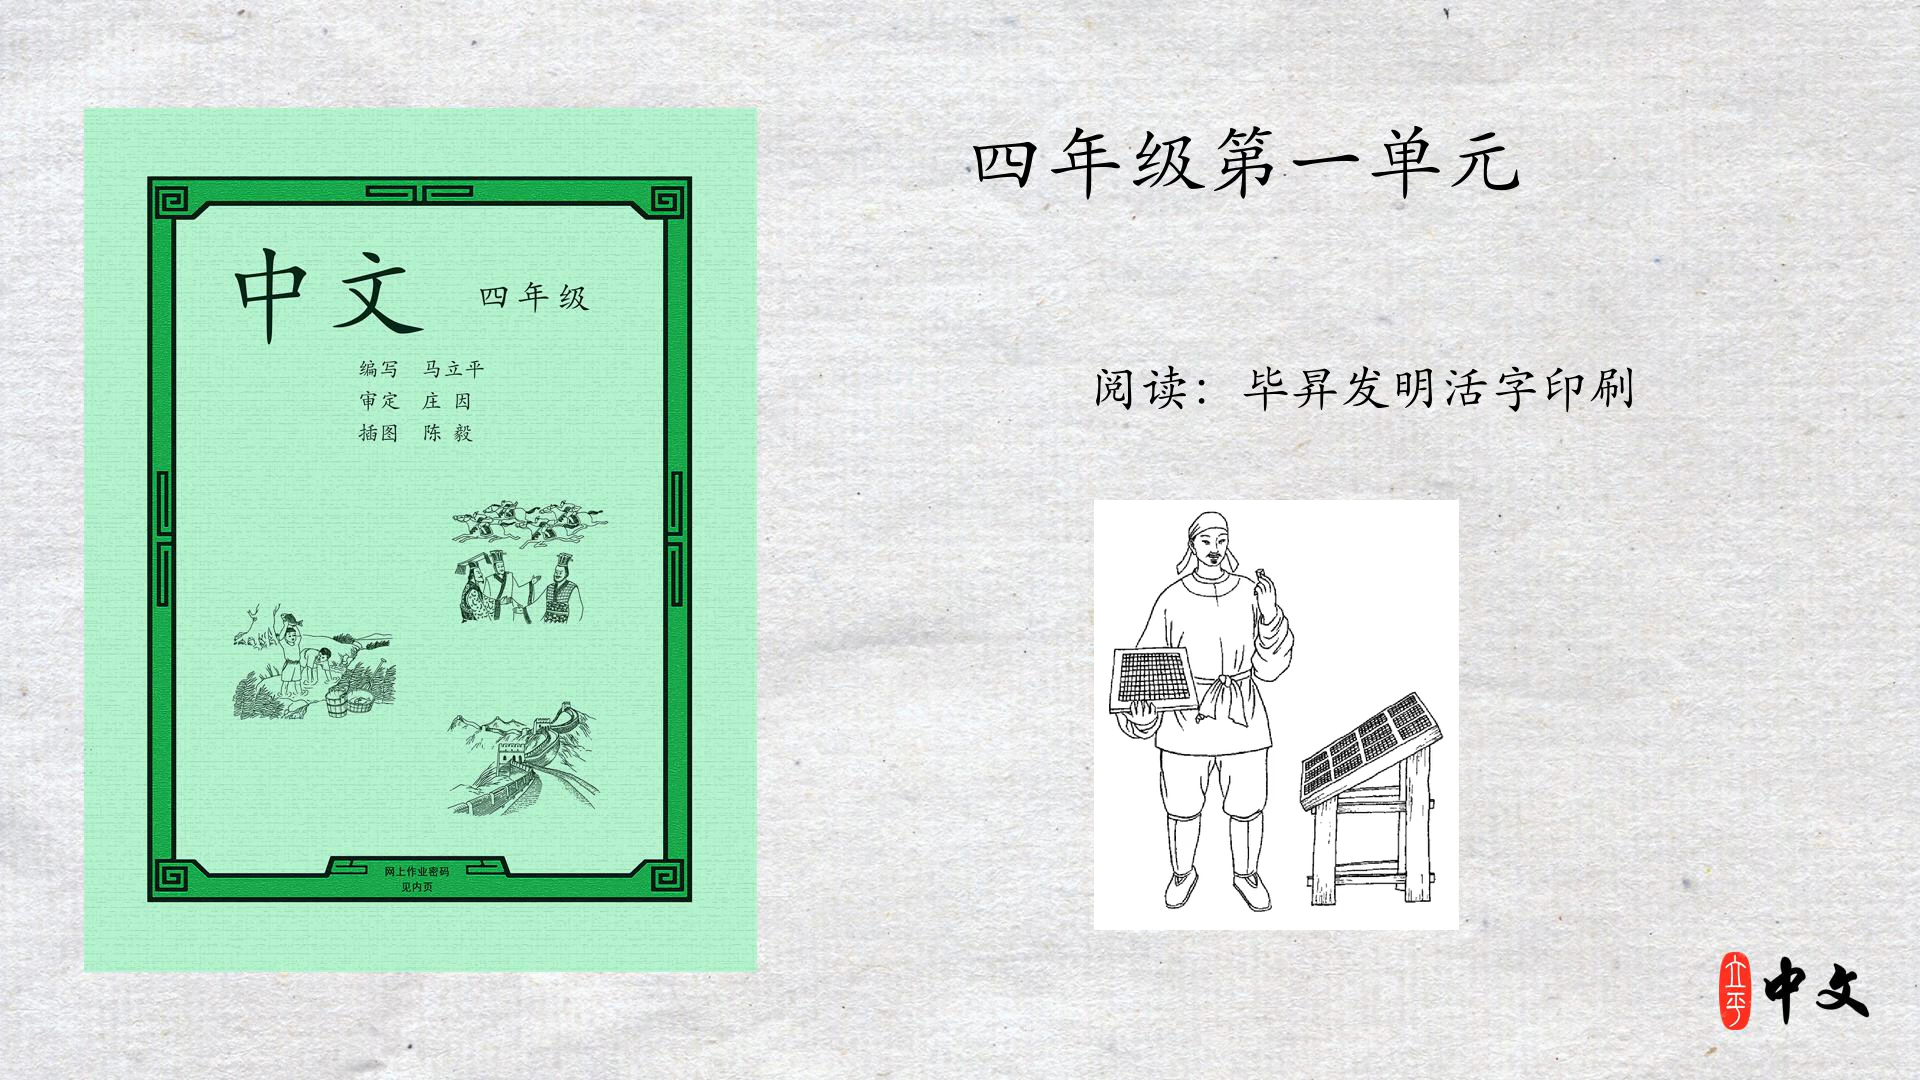 中文 四年级
编写 马立平
审定 庄 因
插图 陈 毅
网上作业密码
见内页
四年级第一单元
阅读：毕昇发明活字印刷
立平 中文